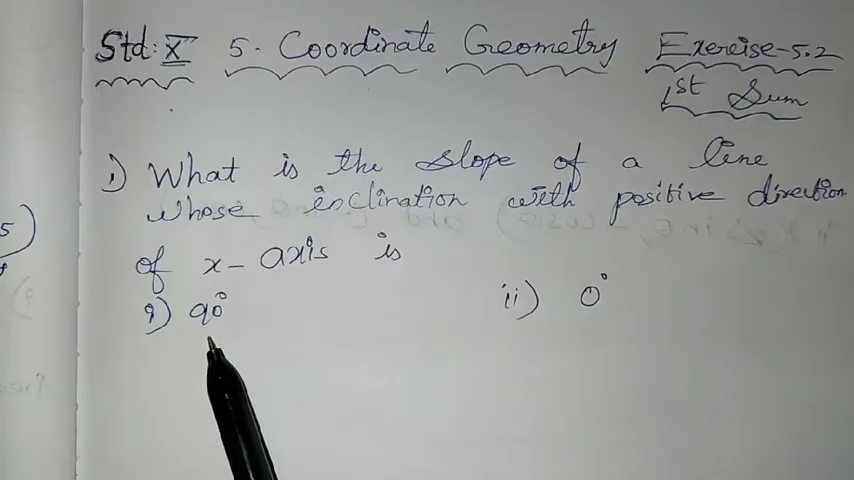 Std: X 5. Coordinate Geometry Exercise-5.2
1st Sum
1) What is the slope of a line
whose inclination with positive direction
of x-axis is
i) 90° ii) 0°
5)